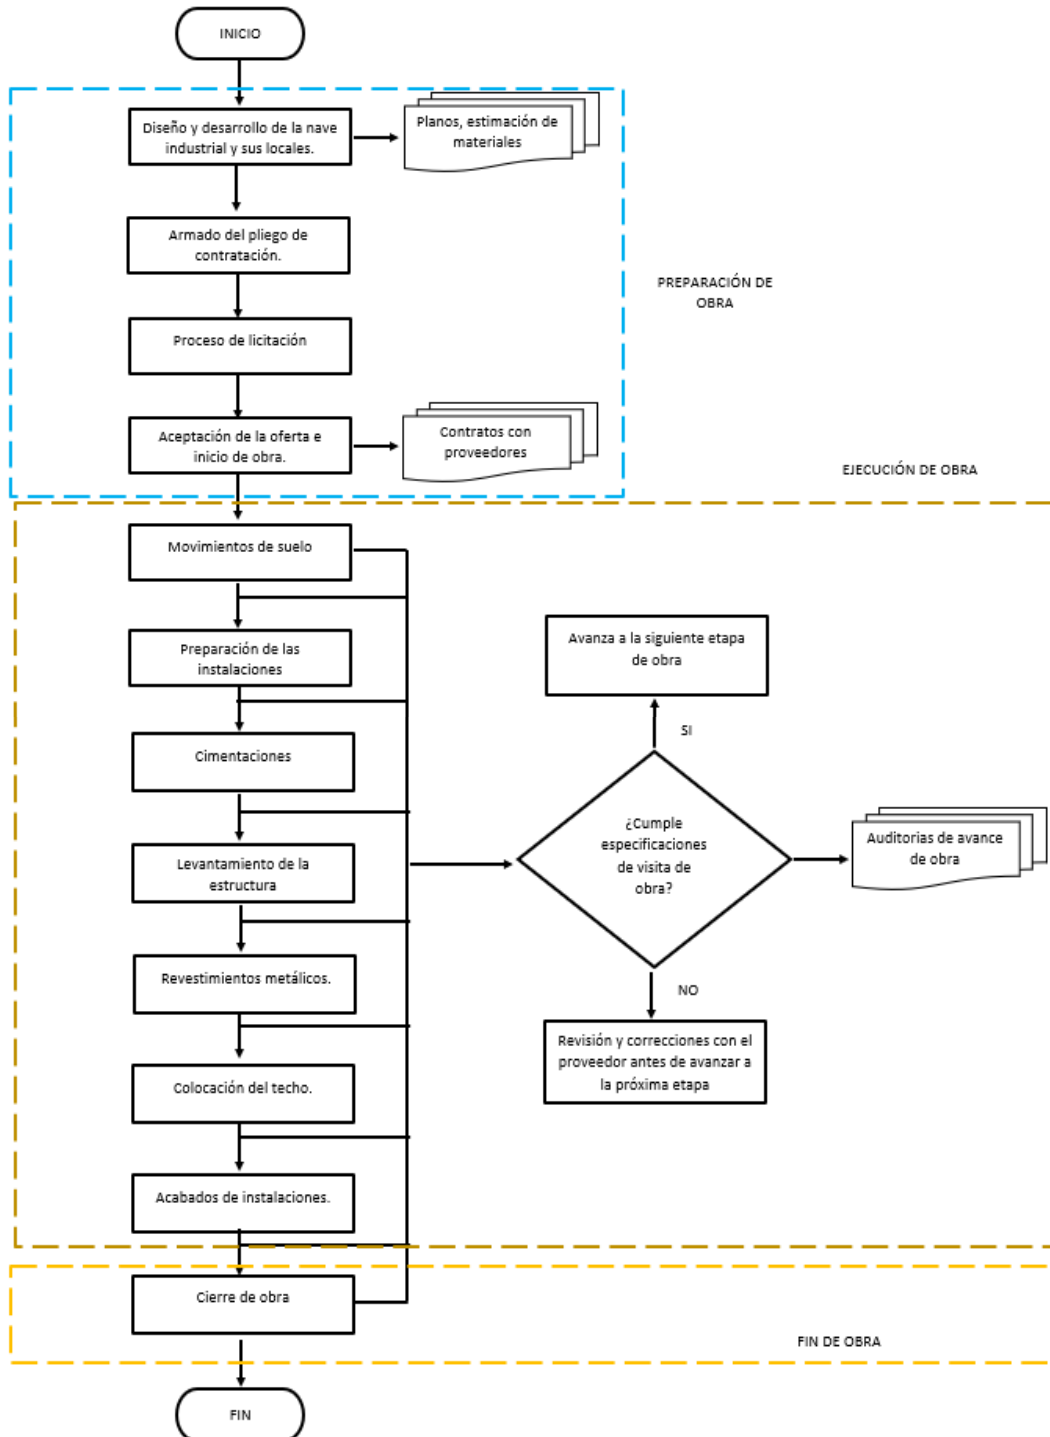 INICIO
Diseño y desarrollo de la nave
industrial y sus locales.
Planos, estimación de
materiales
Armado del pliego de
contratación.
PREPARACIÓN DE
OBRA
Proceso de licitación
Aceptación de la oferta e
inicio de obra.
Contratos con
proveedores
EJECUCIÓN DE OBRA
Movimientos de suelo
Preparación de las
instalaciones
Cimentaciones
Levantamiento de la
estructura
Revestimientos metálicos.
Colocación del techo.
Acabados de instalaciones.
Avanza a la siguiente etapa
de obra
SI
¿Cumple
especificaciones
de visita de
obra?
Auditorias de avance
de obra
NO
Revisión y correcciones con el
proveedor antes de avanzar a
la próxima etapa
Cierre de obra
FIN DE OBRA
FIN